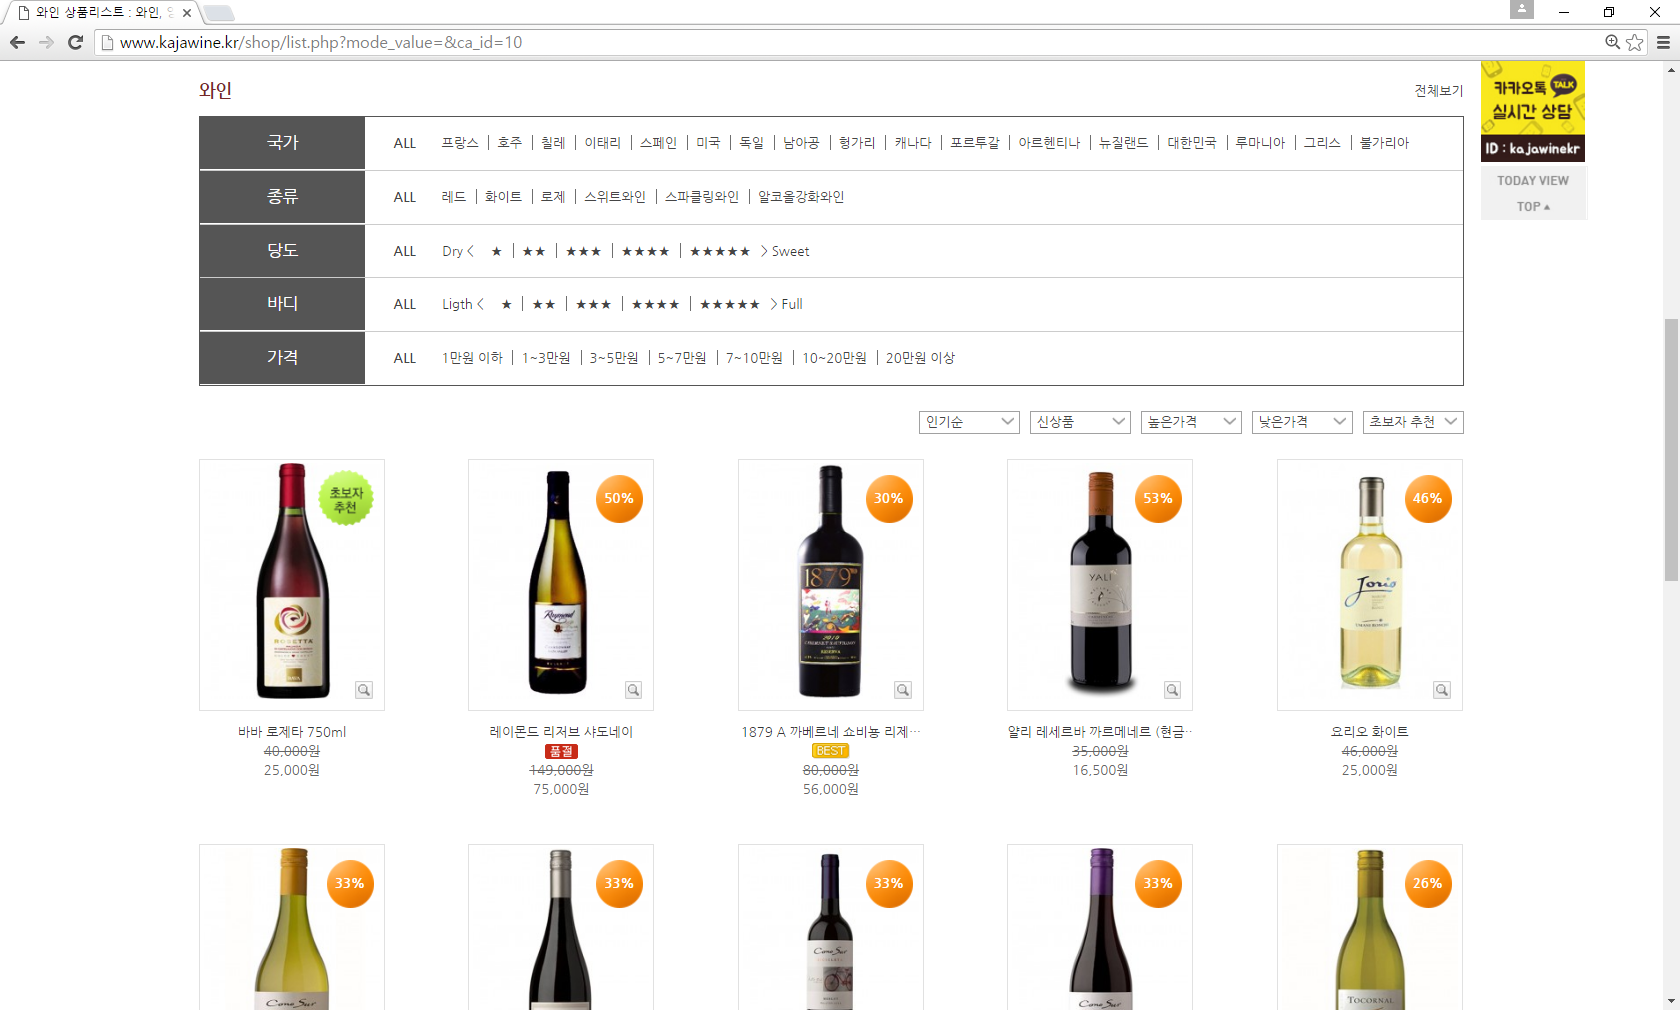 와인 상품리스트 : 와인,
www.kajawine.kr/shop/list.php?mode_value=&ca_id=10
와인
전체보기
카카오톡 TALK
실시간 상담
ID : kajawinekr
TODAY VIEW
TOP ▲
국가 ALL 프랑스 | 호주 | 칠레 | 이태리 | 스페인 | 미국 | 독일 | 남아공 | 헝가리 | 캐나다 | 포르투갈 | 아르헨티나 | 뉴질랜드 | 대한민국 | 루마니아 | 그리스 | 불가리아
종류 ALL 레드 | 화이트 | 로제 | 스위트와인 | 스파클링와인 | 알코올강화와인
당도 ALL Dry < ★ | ★★ | ★★★ | ★★★★ | ★★★★★ > Sweet
바디 ALL Ligth < ★ | ★★ | ★★★ | ★★★★ | ★★★★★ > Full
가격 ALL 1만원 이하 | 1~3만원 | 3~5만원 | 5~7만원 | 7~10만원 | 10~20만원 | 20만원 이상
인기순 신상품 높은가격 낮은가격 초보자 추천
초보자
추천
ROSETTA
바바 로제타 750ml
40,000원
25,000원
50%
Raymond
레이몬드 리저브 샤도네이
품절
149,000원
75,000원
30%
1879
2010
CABERNET SAUVIGNON
RESERVA
1879 A 까베르네 쇼비뇽 리제···
BEST
80,000원
56,000원
53%
YALI
얄리 레세르바 까르메네르 (현금··
35,000원
16,500원
46%
Jorio
요리오 화이트
46,000원
25,000원
33%
Cono Sur
33%
33%
Cono Sur
33%
Cono Sur
26%
TOCORNAL